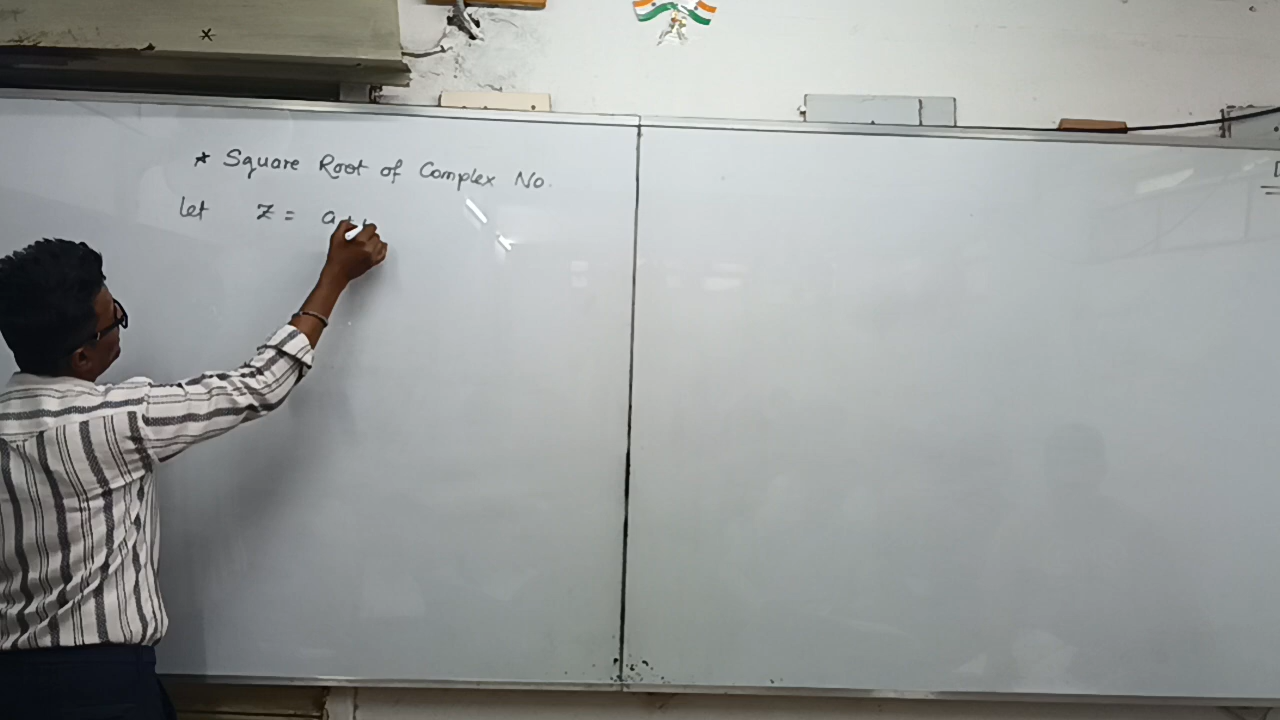 * Square Root of Complex No.
let z = a+